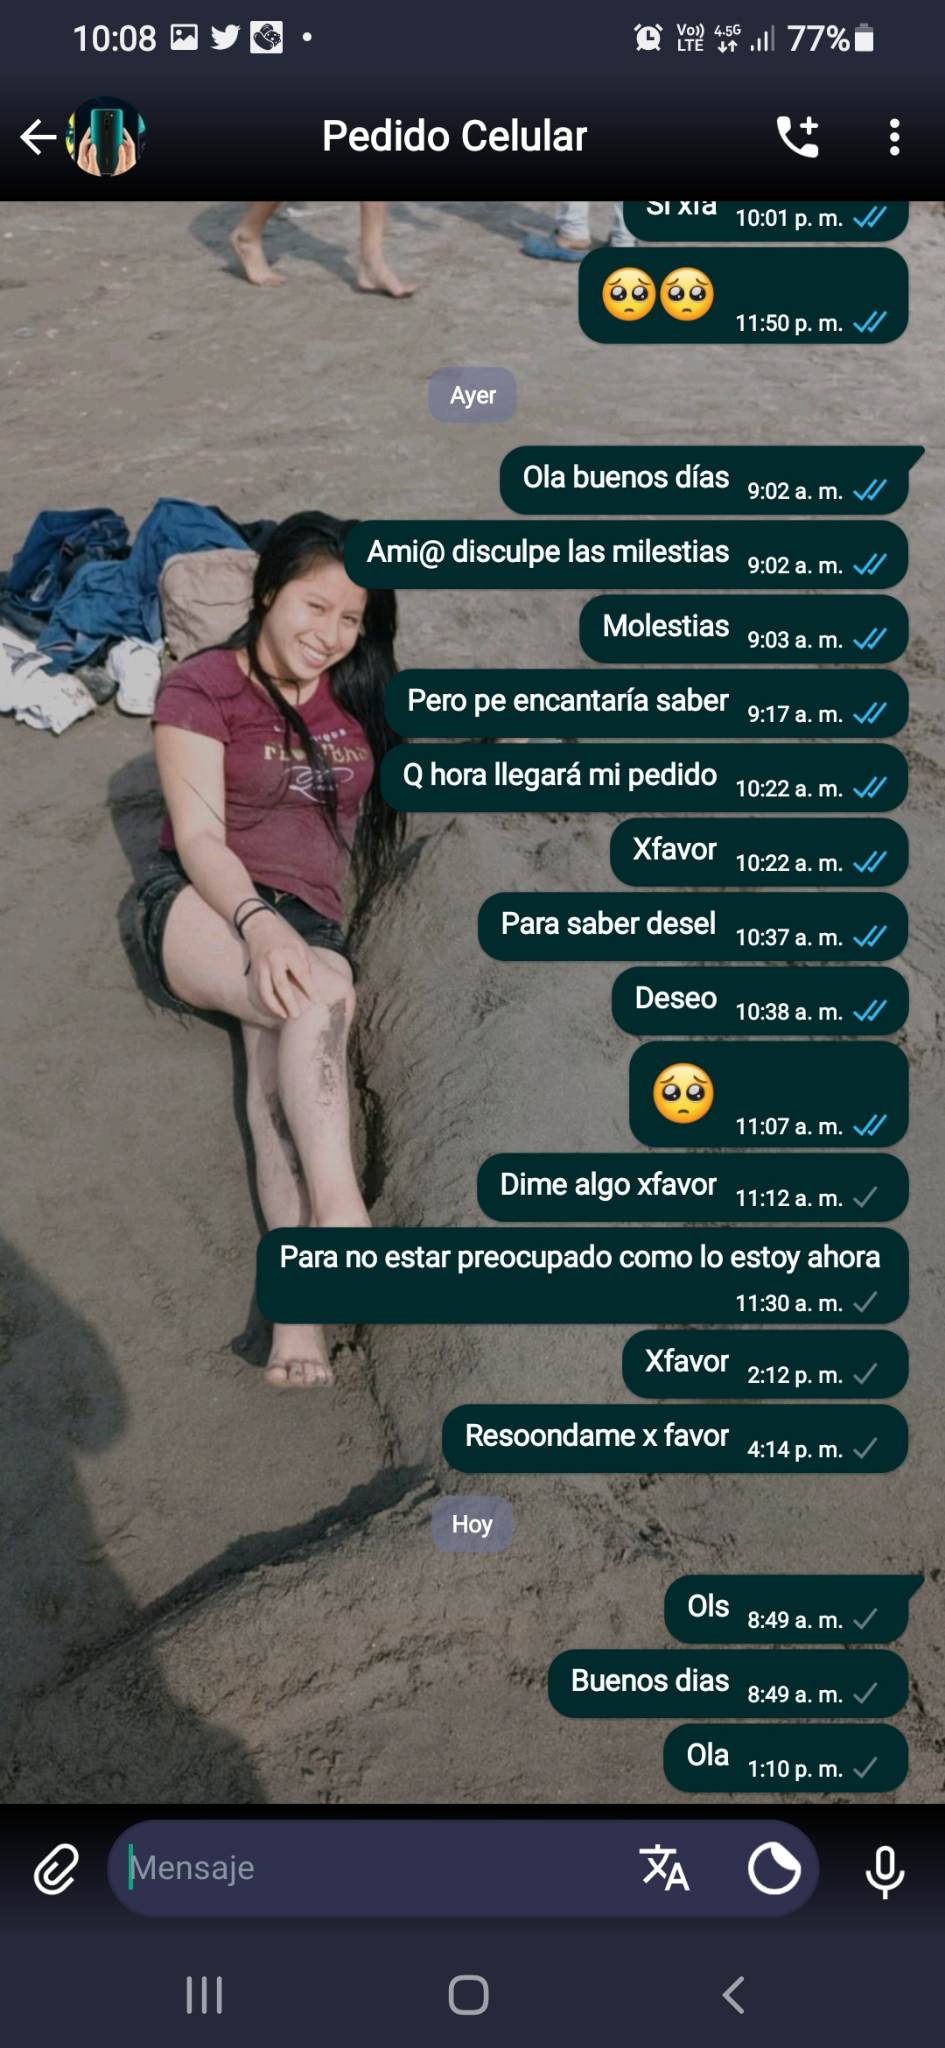 10:08
Vo)) LTE 4.5G 77%
Pedido Celular
Si xfa 10:01 p. m.
🥺🥺 11:50 p. m.
Ayer
Ola buenos días 9:02 a. m.
Ami@ disculpe las milestias 9:02 a. m.
Molestias 9:03 a. m.
Pero pe encantaría saber 9:17 a. m.
Q hora llegará mi pedido 10:22 a. m.
Xfavor 10:22 a. m.
Para saber desel 10:37 a. m.
Deseo 10:38 a. m.
🥺 11:07 a. m.
Dime algo xfavor 11:12 a. m.
Para no estar preocupado como lo estoy ahora
11:30 a. m.
Xfavor 2:12 p. m.
Resoondame x favor 4:14 p. m.
Hoy
Ols 8:49 a. m.
Buenos dias 8:49 a. m.
Ola 1:10 p. m.
Mensaje